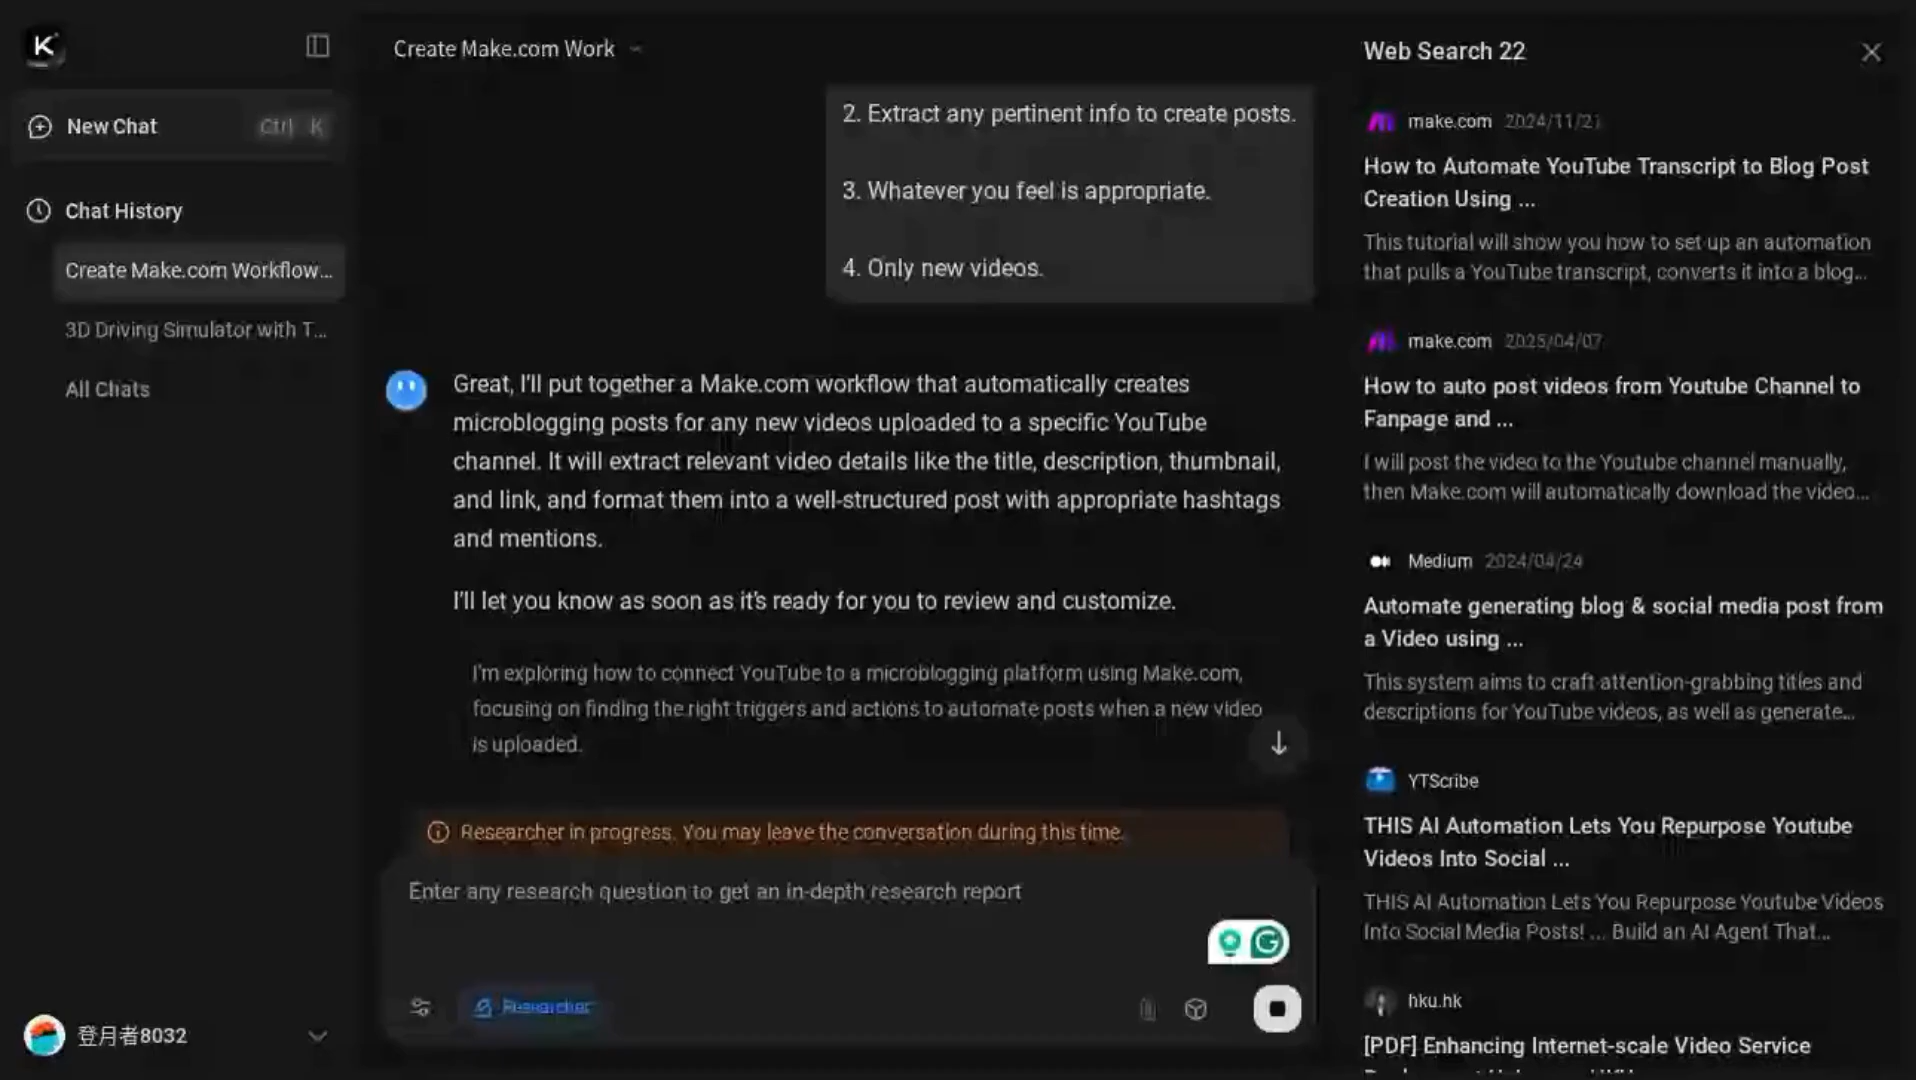 K
New Chat
Ctrl K
Chat History
Create Make.com Workflow...
3D Driving Simulator with T...
All Chats
登月者8032
Create Make.com Work
2. Extract any pertinent info to create posts.
3. Whatever you feel is appropriate.
4. Only new videos.
Great, I'll put together a Make.com workflow that automatically creates
microblogging posts for any new videos uploaded to a specific YouTube
channel. It will extract relevant video details like the title, description, thumbnail,
and link, and format them into a well-structured post with appropriate hashtags
and mentions.
I'll let you know as soon as it's ready for you to review and customize.
I'm exploring how to connect YouTube to a microblogging platform using Make.com,
focusing on finding the right triggers and actions to automate posts when a new video
is uploaded.
Researcher in progress. You may leave the conversation during this time.
Enter any research question to get an in-depth research report
Researcher
Web Search 22
make.com 2024/11/21
How to Automate YouTube Transcript to Blog Post
Creation Using ...
This tutorial will show you how to set up an automation
that pulls a YouTube transcript, converts it into a blog...
make.com 2025/04/07
How to auto post videos from Youtube Channel to
Fanpage and ...
I will post the video to the Youtube channel manually,
then Make.com will automatically download the video...
Medium 2024/04/24
Automate generating blog & social media post from
a Video using ...
This system aims to craft attention-grabbing titles and
descriptions for YouTube videos, as well as generate...
YTScribe
THIS AI Automation Lets You Repurpose Youtube
Videos Into Social ...
THIS AI Automation Lets You Repurpose Youtube Videos
Into Social Media Posts! ... Build an AI Agent That...
hku.hk
[PDF] Enhancing Internet-scale Video Service